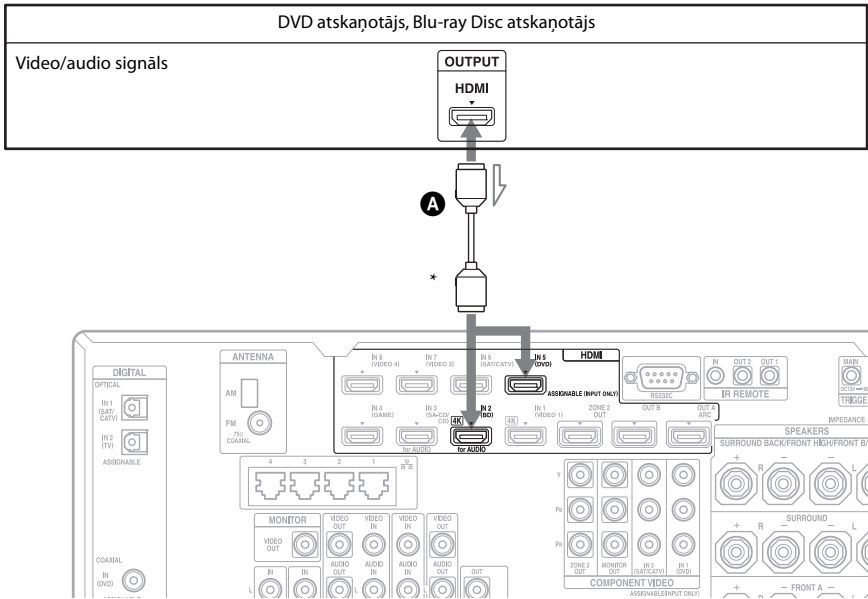 DVD atskaņotājs, Blu-ray Disc atskaņotājs
Video/audio signāls
OUTPUT
HDMI
A
*
DIGITAL
OPTICAL
IN 1
(SAT/
CATV)
IN 2
(TV)
ASSIGNABLE
COAXIAL
IN
(DVD)
ANTENNA
AM
FM
75Ω
COAXIAL
IN 8
(VIDEO 4)
IN 7
(VIDEO 3)
IN 6
(SAT/CATV)
IN 5
(DVD)
HDMI
ASSIGNABLE (INPUT ONLY)
IN 4
(GAME)
IN 3
(SA-CD/
CD)
for AUDIO
4K
IN 2
(BD)
for AUDIO
4K
IN 1
(VIDEO 1)
ZONE 2
OUT
OUT B
OUT A
ARC
RS232C
IN
OUT 2
OUT 1
IR REMOTE
MAIN
TRIGGE
IMPEDANCE
SPEAKERS
SURROUND BACK/FRONT HIGH/FRONT B/
+ − − +
R L
SURROUND
+ R − − L
+ − FRONT A −
R L
4 3 2 1
MONITOR
VIDEO
OUT
VIDEO
OUT
VIDEO
IN
VIDEO
IN
VIDEO
OUT
AUDIO
OUT
AUDIO
IN
AUDIO
IN
AUDIO
OUT
IN
IN
OUT
L
L
L
Y
PB
PR
ZONE 2
OUT
MONITOR
OUT
IN 2
(SAT/CATV)
IN 1
(DVD)
COMPONENT VIDEO
ASSIGNABLE(INPUT ONLY)